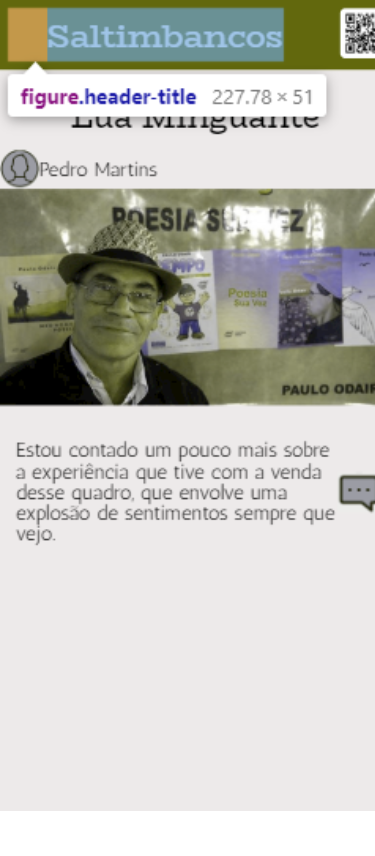 Saltimbancos
figure.header-title 227.78 × 51
Lua Minguante
Pedro Martins
POESIA SUA VEZ
Poesia
Sua Vez
PAULO ODAIR
Estou contado um pouco mais sobre
a experiência que tive com a venda
desse quadro, que envolve uma
explosão de sentimentos sempre que
vejo.